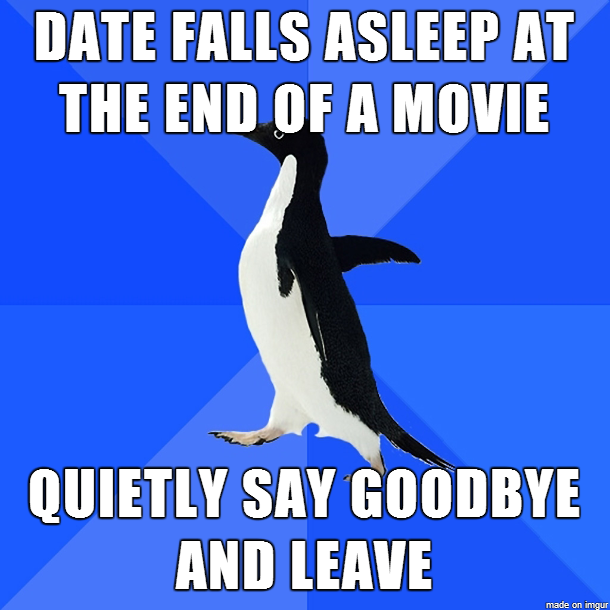 DATE FALLS ASLEEP AT
THE END OF A MOVIE
QUIETLY SAY GOODBYE
AND LEAVE
made on imgur